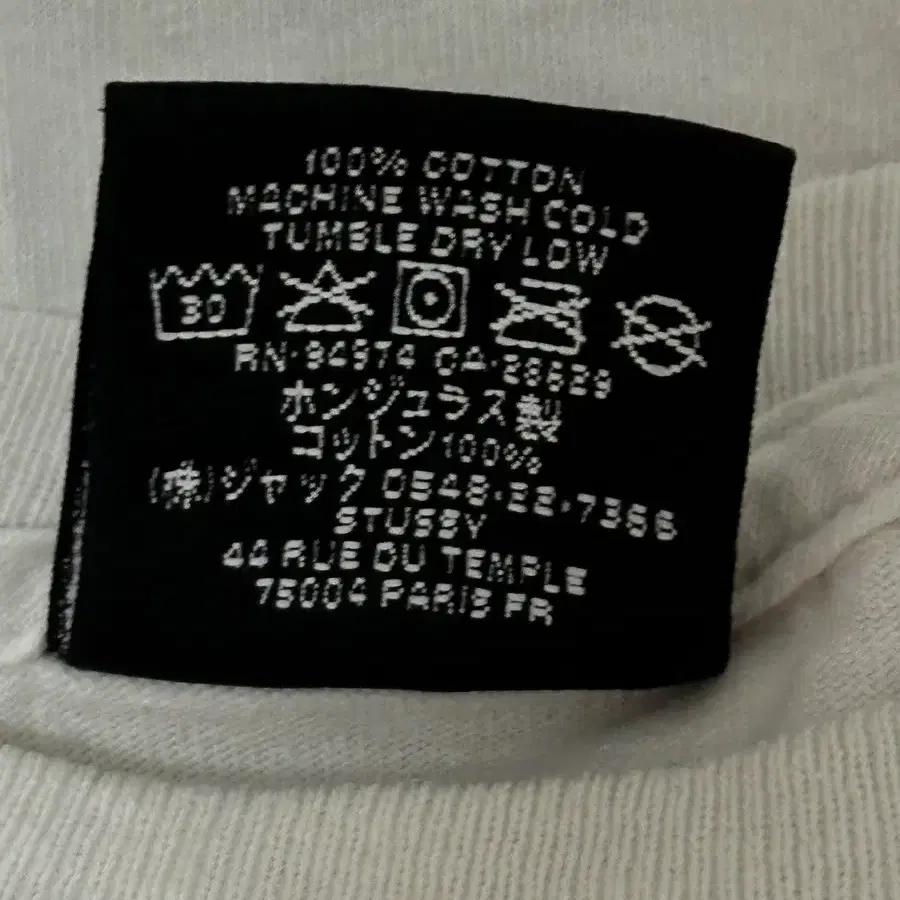 100% COTTON
MACHINE WASH COLD
TUMBLE DRY LOW
30
RN·94974 CA·28629
ホンジュラス製
コットン100%
(株)ジャック 0548·22·7366
STUSSY
44 RUE DU TEMPLE
75004 PARIS FR